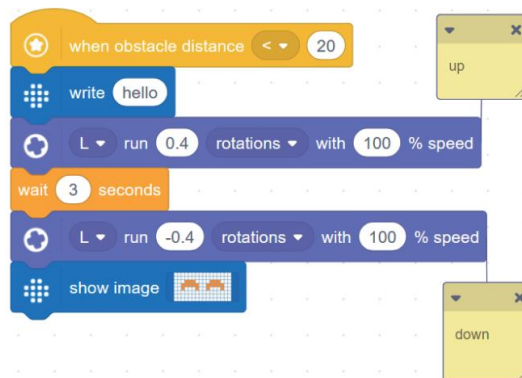 when obstacle distance < 20
up
write hello
L run 0.4 rotations with 100 % speed
wait 3 seconds
L run -0.4 rotations with 100 % speed
show image
down